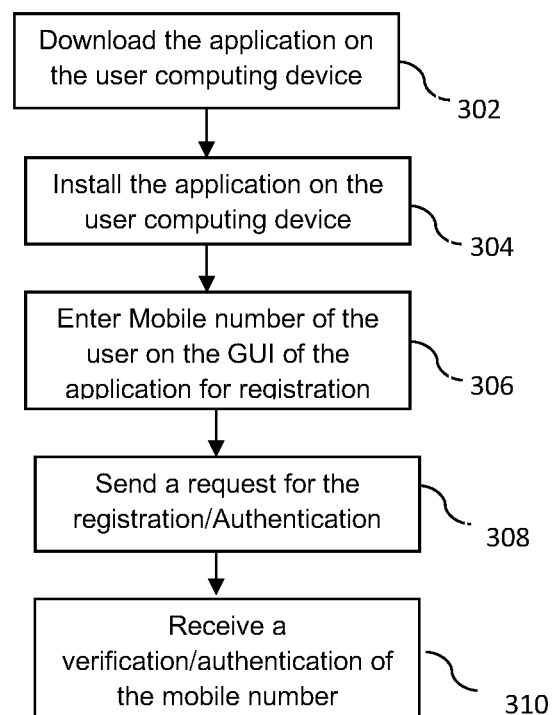 Download the application on
the user computing device
302
Install the application on the
user computing device
304
Enter Mobile number of the
user on the GUI of the
application for registration
306
Send a request for the
registration/Authentication
308
Receive a
verification/authentication of
the mobile number
310